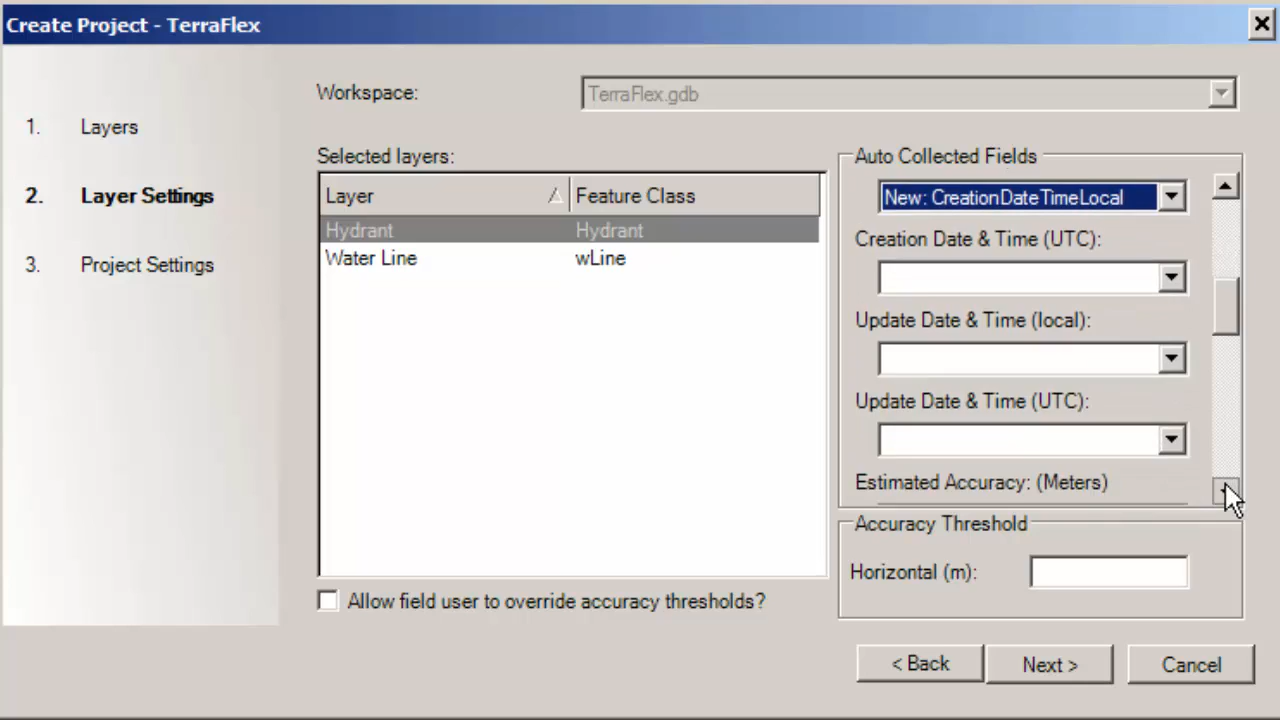 Create Project - TerraFlex
1. Layers
2. Layer Settings
3. Project Settings
Workspace:
TerraFlex.gdb
Selected layers:
Layer Feature Class
Hydrant Hydrant
Water Line wLine
Allow field user to override accuracy thresholds?
Auto Collected Fields
New: CreationDateTimeLocal
Creation Date & Time (UTC):
Update Date & Time (local):
Update Date & Time (UTC):
Estimated Accuracy: (Meters)
Accuracy Threshold
Horizontal (m):
< Back Next > Cancel